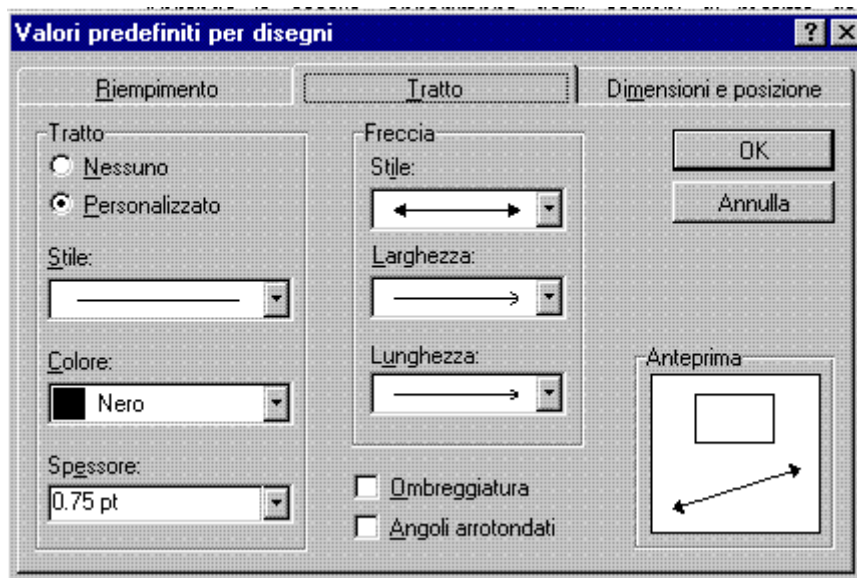 Valori predefiniti per disegni
Riempimento
Tratto
Dimensioni e posizione
Tratto
Nessuno
Personalizzato
Stile:
Colore:
Nero
Spessore:
0.75 pt
Freccia
Stile:
Larghezza:
Lunghezza:
Ombreggiatura
Angoli arrotondati
OK
Annulla
Anteprima